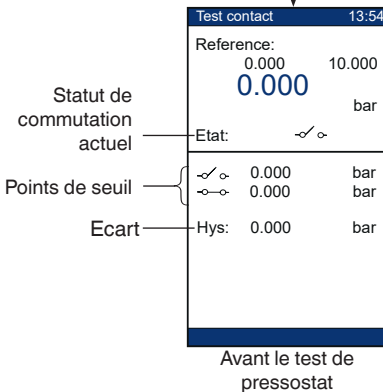 Test contact 13:54
Reference:
0.000 10.000
0.000
bar
Statut de
commutation
actuel
Etat:
Points de seuil
0.000 bar
0.000 bar
Ecart
Hys: 0.000 bar
Avant le test de
pressostat